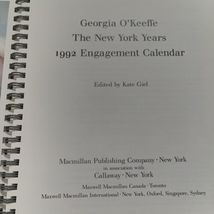 Georgia O'Keeffe
The New York Years
1992 Engagement Calendar
Edited by Kate Giel
Macmillan Publishing Company · New York
in association with
Callaway · New York
Maxwell Macmillan Canada · Toronto
Maxwell Macmillan International · New York, Oxford, Singapore, Sydney